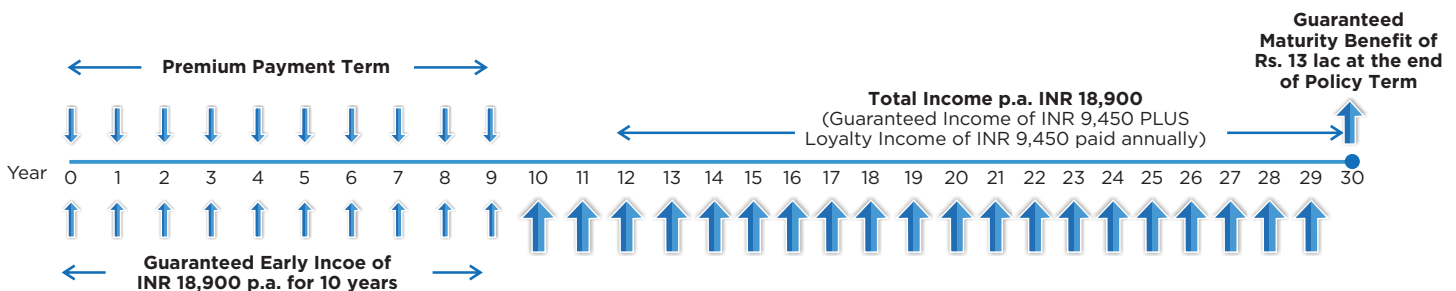 Guaranteed
Maturity Benefit of
Rs. 13 lac at the end
of Policy Term
Premium Payment Term
Total Income p.a. INR 18,900
(Guaranteed Income of INR 9,450 PLUS
Loyalty Income of INR 9,450 paid annually)
Year 0 1 2 3 4 5 6 7 8 9 10 11 12 13 14 15 16 17 18 19 20 21 22 23 24 25 26 27 28 29 30
Guaranteed Early Incoe of
INR 18,900 p.a. for 10 years